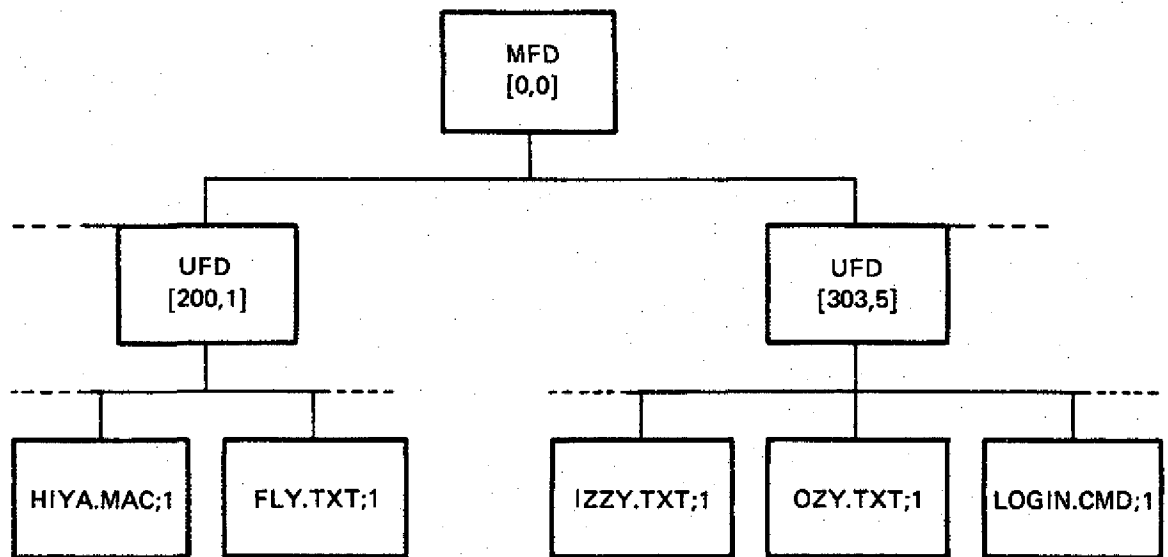 MFD
[0,0]
UFD
[200,1]
UFD
[303,5]
HIYA.MAC;1
FLY.TXT;1
IZZY.TXT;1
OZY.TXT;1
LOGIN.CMD;1